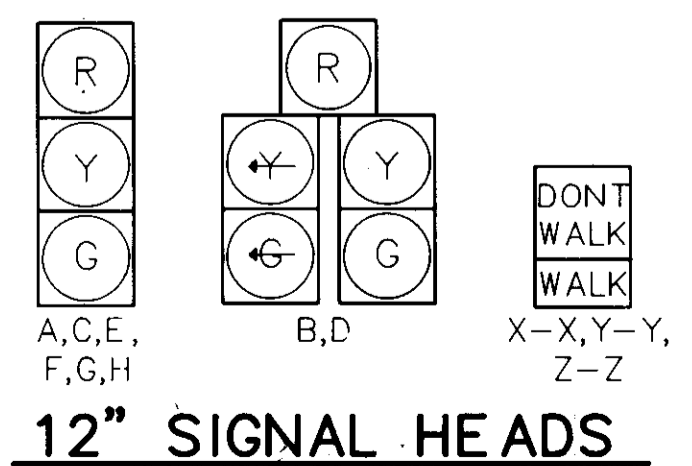 R
Y
G
A,C,E,
F,G,H
R
Y
Y
G
G
B,D
DONT
WALK
WALK
X-X,Y-Y,
Z-Z
12" SIGNAL HEADS